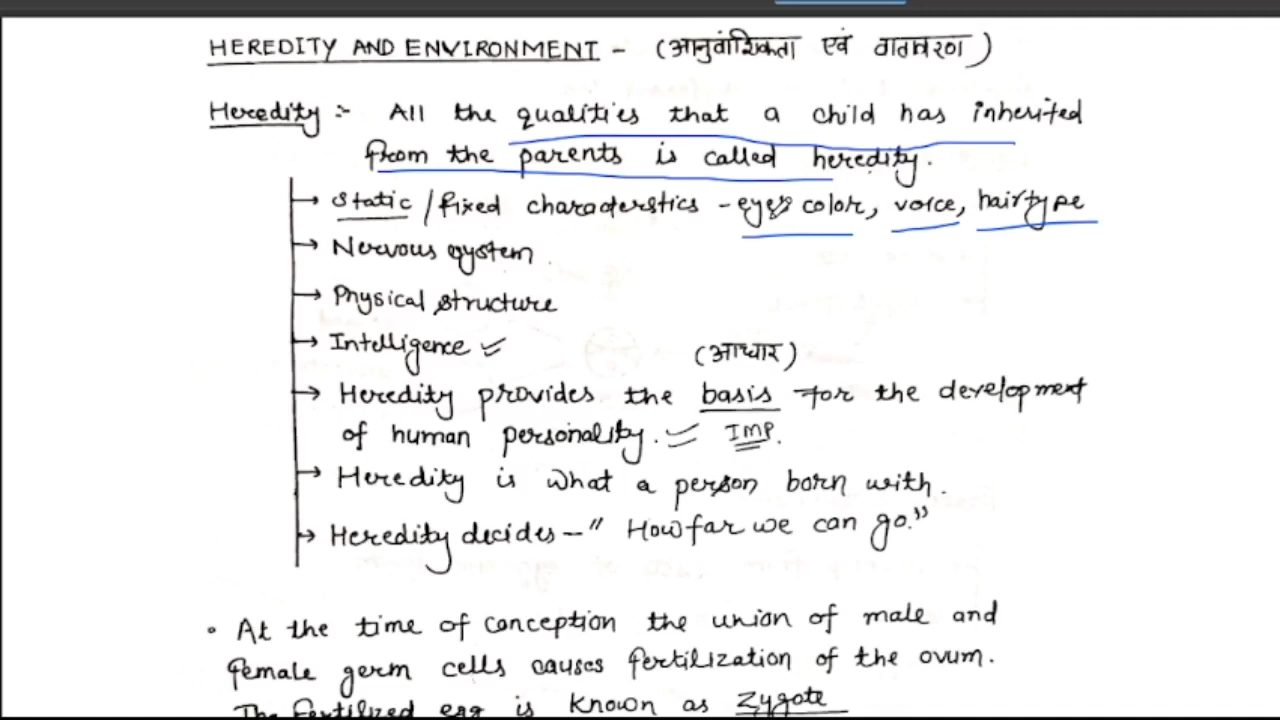 HEREDITY AND ENVIRONMENT - (आनुवांशिकता एवं वातावरण)
Heredity :- All the qualities that a child has inherited
from the parents is called heredity.
→ Static / fixed characterstics - eyes color, voice, hairtype
→ Nervous system
→ Physical structure
→ Intelligence
(आधार)
→ Heredity provides the basis for the development
of human personality. IMP.
→ Heredity is what a person born with.
→ Heredity decides - " How far we can go."
• At the time of conception the union of male and
female germ cells causes fertilization of the ovum.
The fertilized egg is known as Zygote